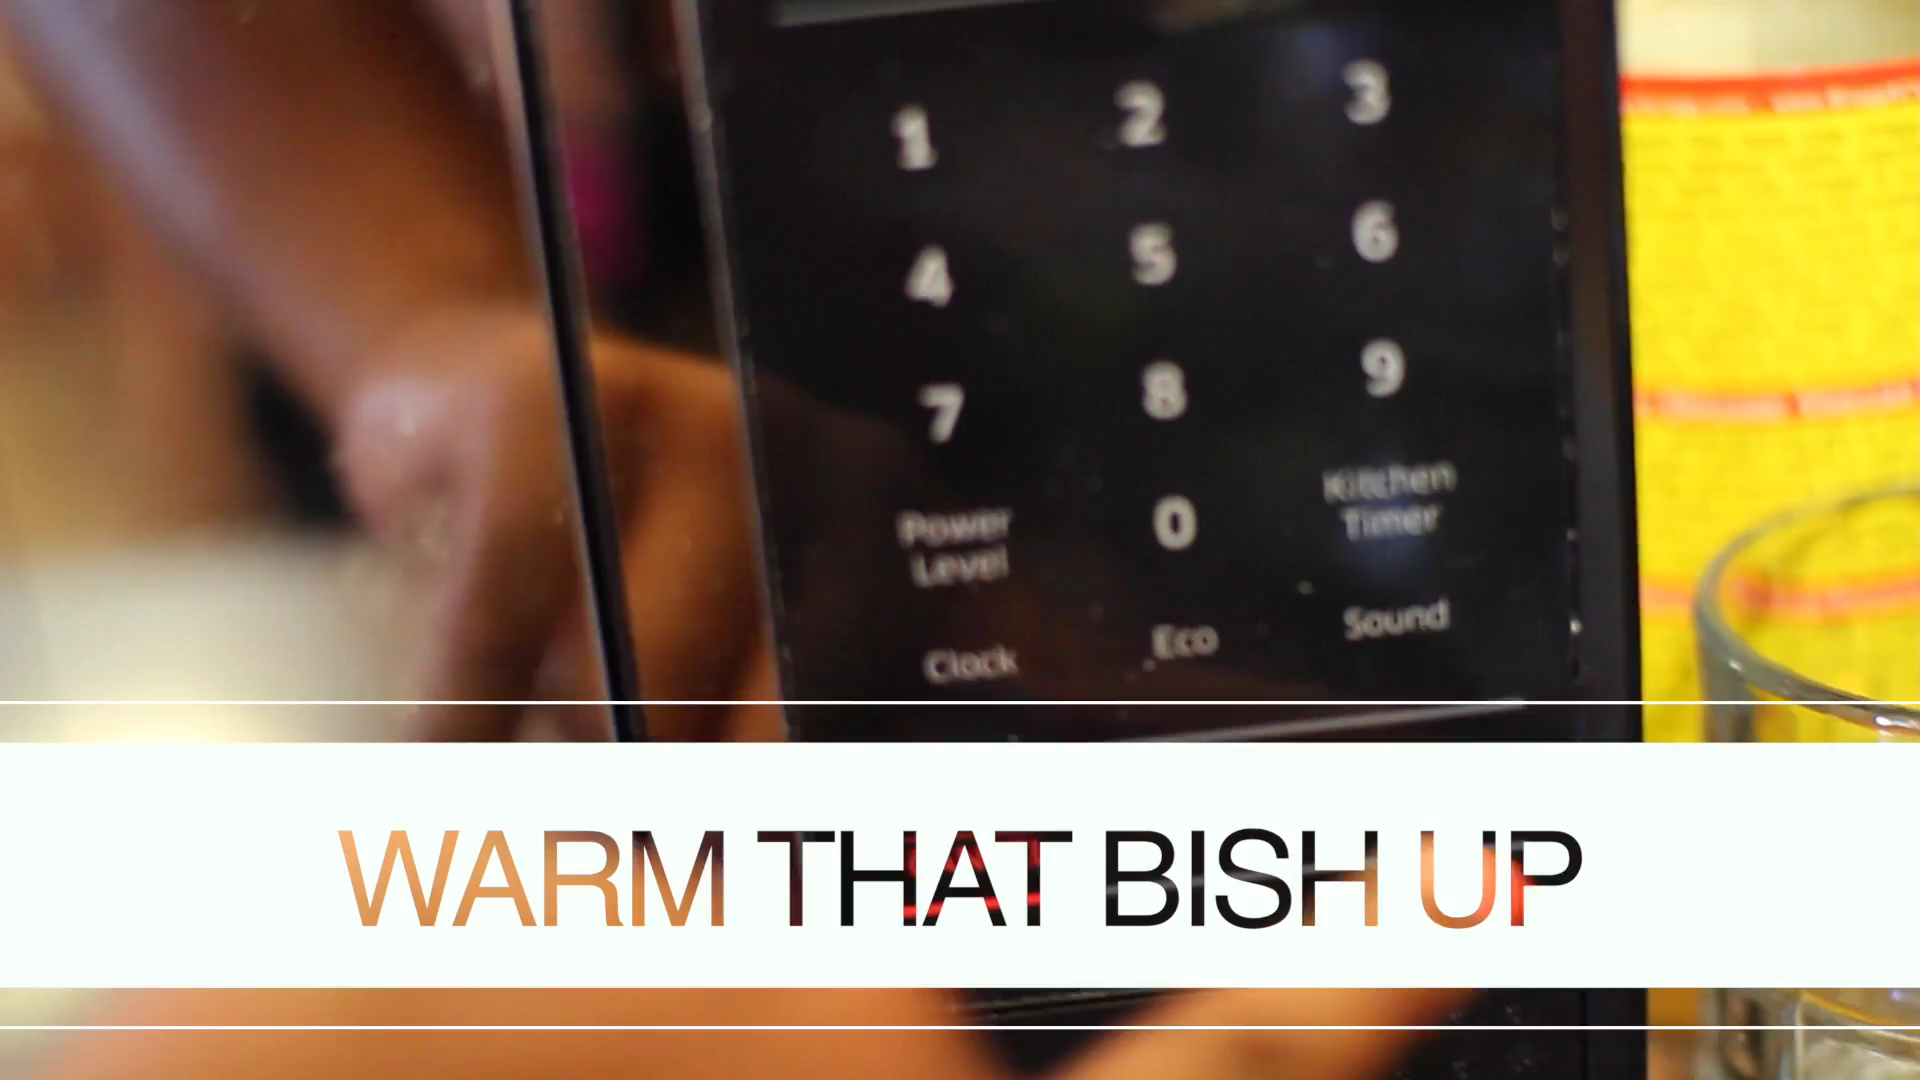 1 2 3
4 5 6
7 8 9
Power Level 0 Kitchen Timer
Clock Eco Sound
WARM THAT BISH UP